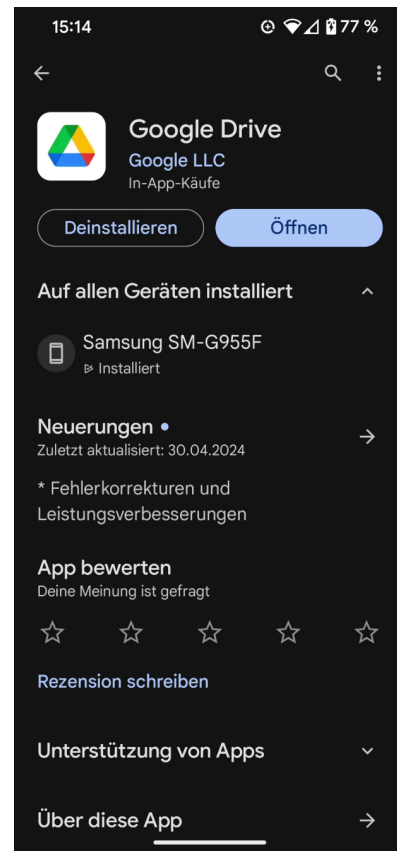 15:14 77 %
Google Drive
Google LLC
In-App-Käufe
Deinstallieren Öffnen
Auf allen Geräten installiert
Samsung SM-G955F
Installiert
Neuerungen •
Zuletzt aktualisiert: 30.04.2024
* Fehlerkorrekturen und
Leistungsverbesserungen
App bewerten
Deine Meinung ist gefragt
Rezension schreiben
Unterstützung von Apps
Über diese App